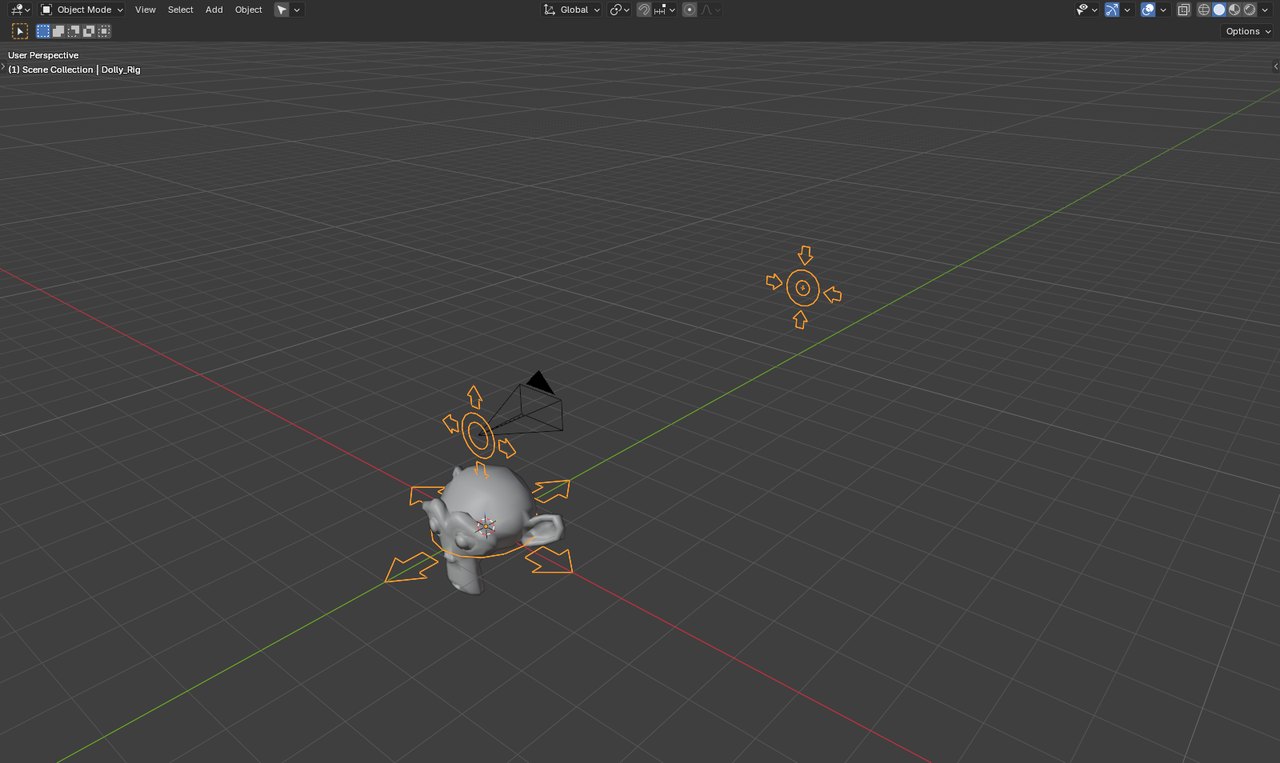 Object Mode View Select Add Object Global
Options
User Perspective
(1) Scene Collection | Dolly_Rig